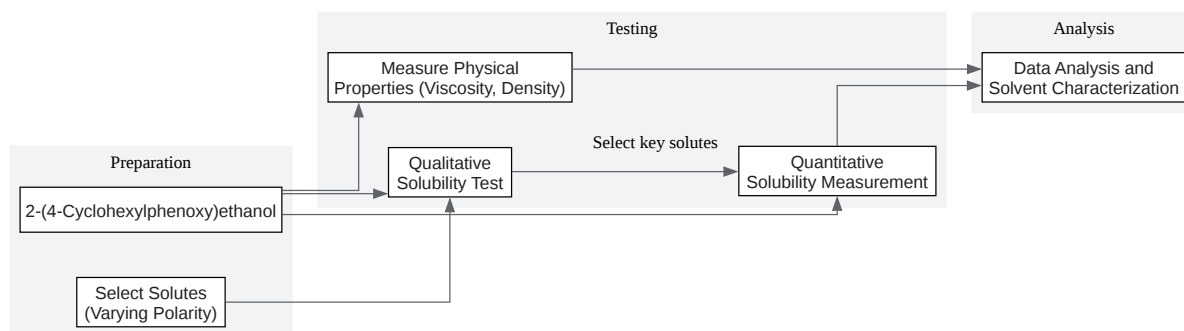 Testing
Analysis
Measure Physical
Properties (Viscosity, Density)
Data Analysis and
Solvent Characterization
Preparation
Select key solutes
Qualitative
Solubility Test
Quantitative
Solubility Measurement
2-(4-Cyclohexylphenoxy)ethanol
Select Solutes
(Varying Polarity)